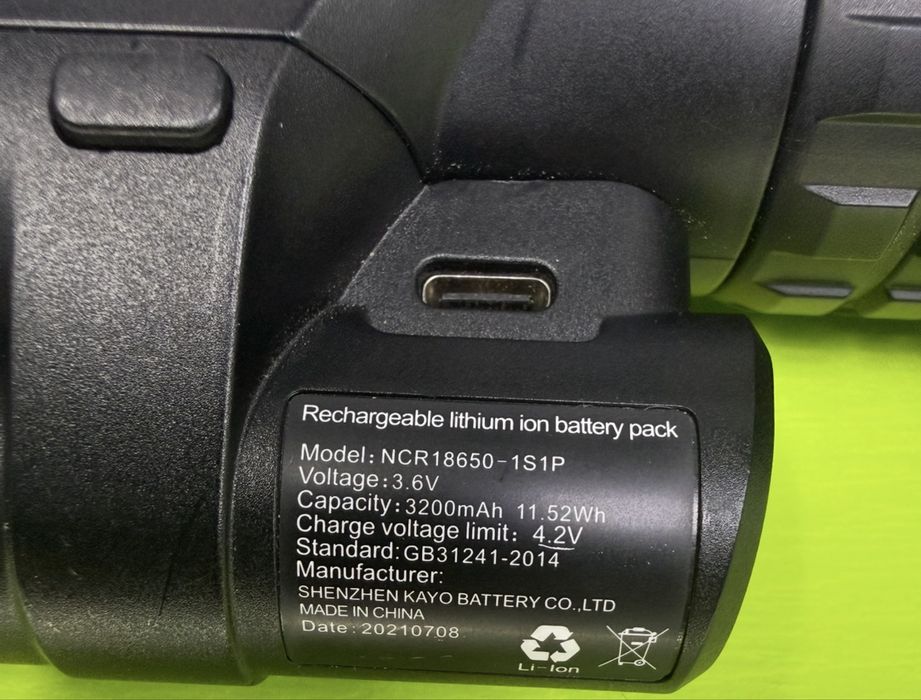 Rechargeable lithium ion battery pack
Model: NCR18650-1S1P
Voltage: 3.6V
Capacity: 3200mAh 11.52Wh
Charge voltage limit: 4.2V
Standard: GB31241-2014
Manufacturer:
SHENZHEN KAYO BATTERY CO.,LTD
MADE IN CHINA
Date: 20210708
Li-Ion